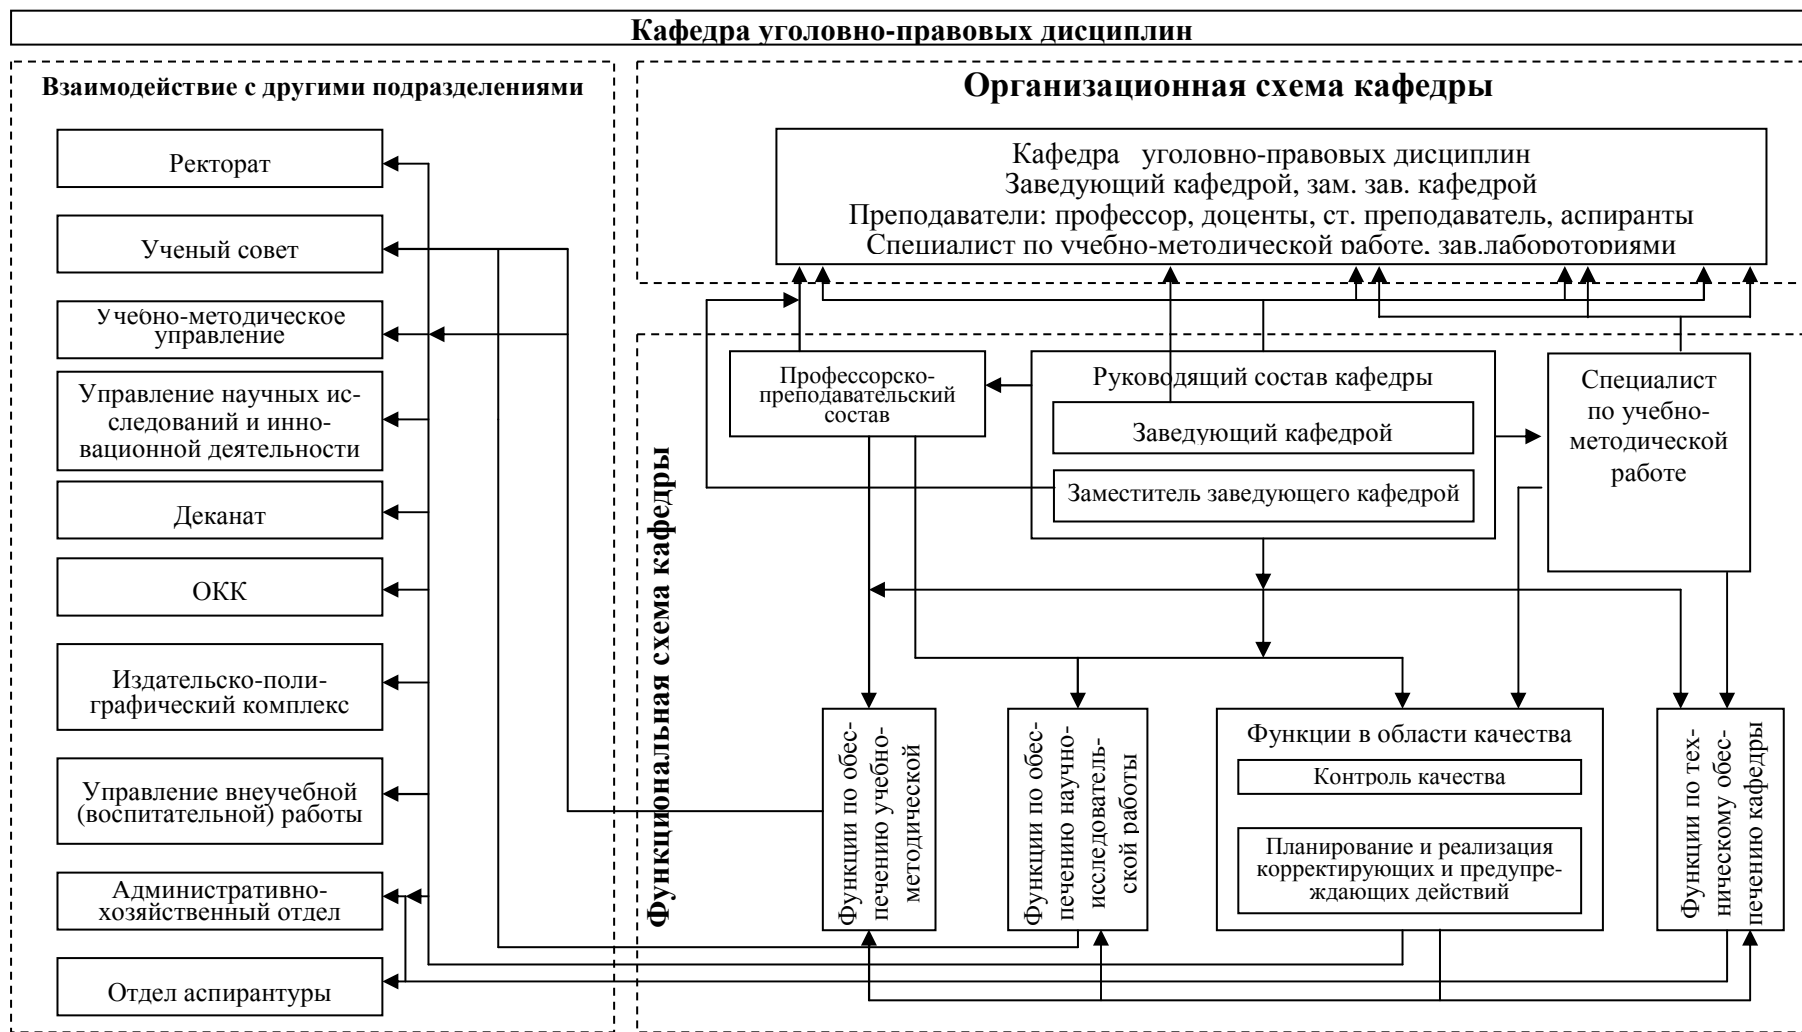 Кафедра уголовно-правовых дисциплин
Взаимодействие с другими подразделениями
Ректорат
Ученый совет
Учебно-методическое
управление
Управление научных ис-
следований и инно-
вационной деятельности
Деканат
ОКК
Издательско-поли-
графический комплекс
Управление внеучебной
(воспитательной) работы
Административно-
хозяйственный отдел
Отдел аспирантуры
Организационная схема кафедры
Кафедра уголовно-правовых дисциплин
Заведующий кафедрой, зам. зав. кафедрой
Преподаватели: профессор, доценты, ст. преподаватель, аспиранты
Специалист по учебно-методической работе, зав.лабороториями
Функциональная схема кафедры
Профессорско-
преподавательский
состав
Руководящий состав кафедры
Заведующий кафедрой
Заместитель заведующего кафедрой
Специалист
по учебно-
методической
работе
Функции по обес-
печению учебно-
методической
Функции по обес-
печению научно-
исследователь-
ской работы
Функции в области качества
Контроль качества
Планирование и реализация
корректирующих и предупре-
ждающих действий
Функции по тех-
ническому обес-
печению кафедры